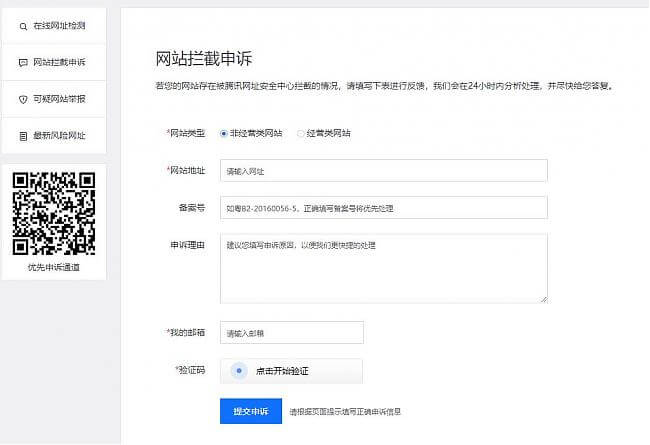 在线网址检测
网站拦截申诉
可疑网站举报
最新风险网址
优先申诉通道
网站拦截申诉
若您的网站存在被腾讯网址安全中心拦截的情况，请填写下表进行反馈，我们会在24小时内分析处理，并尽快给您答复。
*网站类型 非经营类网站 经营类网站
*网站地址 请输入网址
备案号 如粤B2-20160056-5，正确填写备案号将优先处理
申诉理由 建议您填写申诉原因，以便我们更快捷的处理
*我的邮箱 请输入邮箱
*验证码 点击开始验证
提交申诉 请根据页面提示填写正确申诉信息